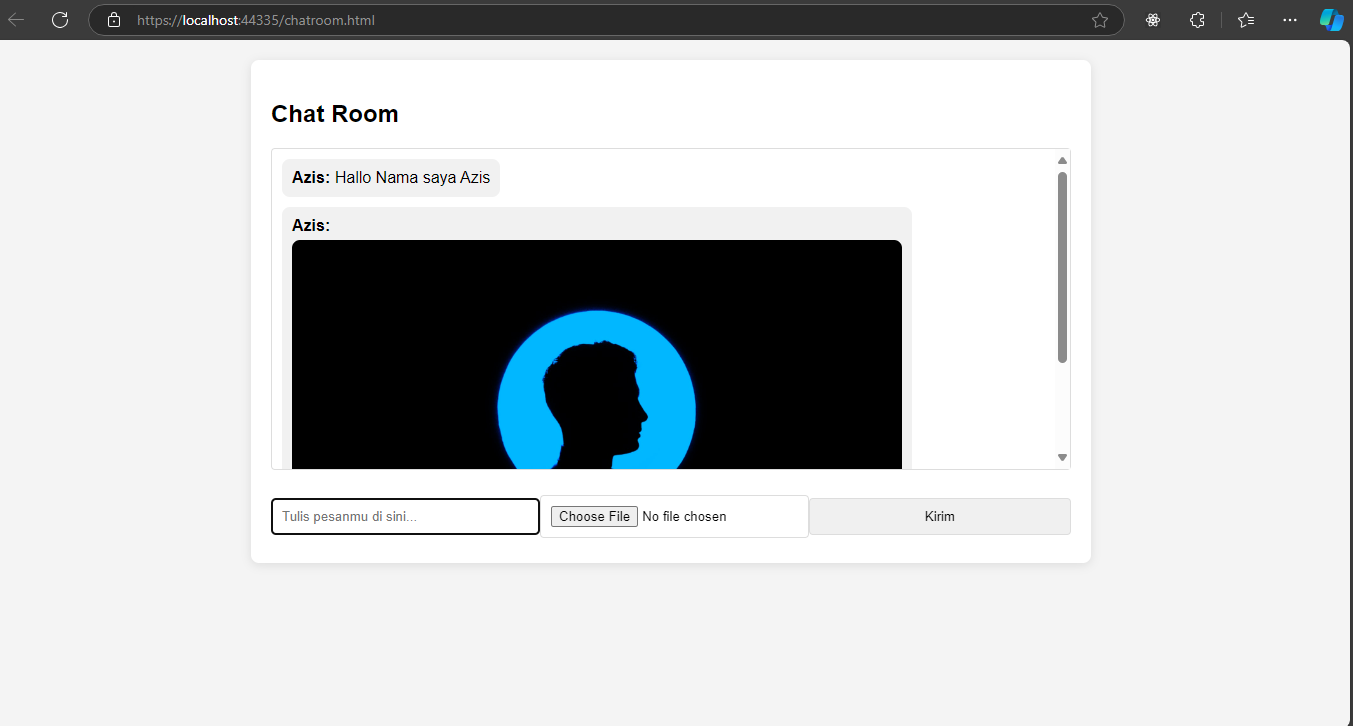 https://localhost:44335/chatroom.html
Chat Room
Azis: Hallo Nama saya Azis
Azis:
Tulis pesanmu di sini...
Choose File No file chosen
Kirim